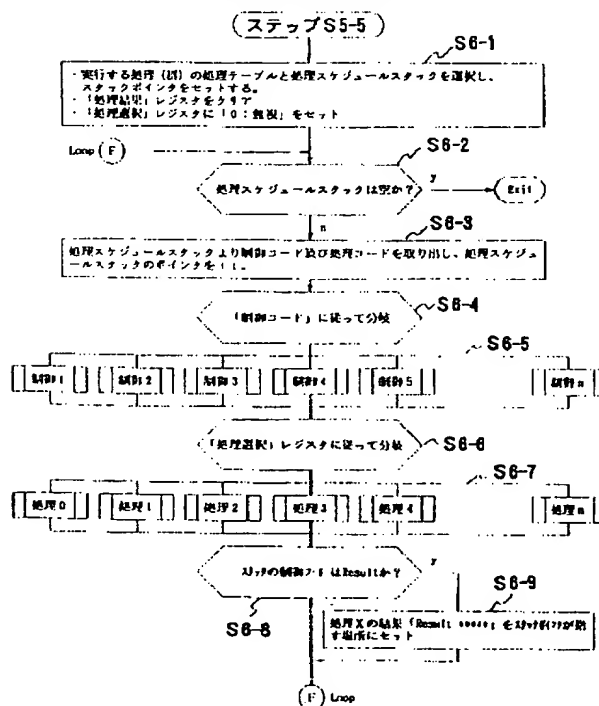 ステップS5-5
S6-1
・実行する処理(群)の処理テーブルと処理スケジュールスタックを選択し、
スタックポインタをセットする。
・「処理結果」レジスタをクリア
・「処理選択」レジスタに「0:無視」をセット
Loop F
S6-2
処理スケジュールスタックは空か?
y
Exit
n
S6-3
処理スケジュールスタックより制御コード及び処理コードを取り出し、処理スケジュ
ールスタックのポインタを
S6-4
「制御コード」に従って分岐
S6-5
制御1 制御2 制御3 制御4 制御5 制御n
「処理選択」レジスタに従って分岐
S6-6
S6-7
処理0 処理1 処理2 処理3 処理4 処理n
スタックの制御コードはResultか?
y
S6-8
S6-9
処理Xの結果「Result」をスタックポインタが指
す場所にセット
F Loop